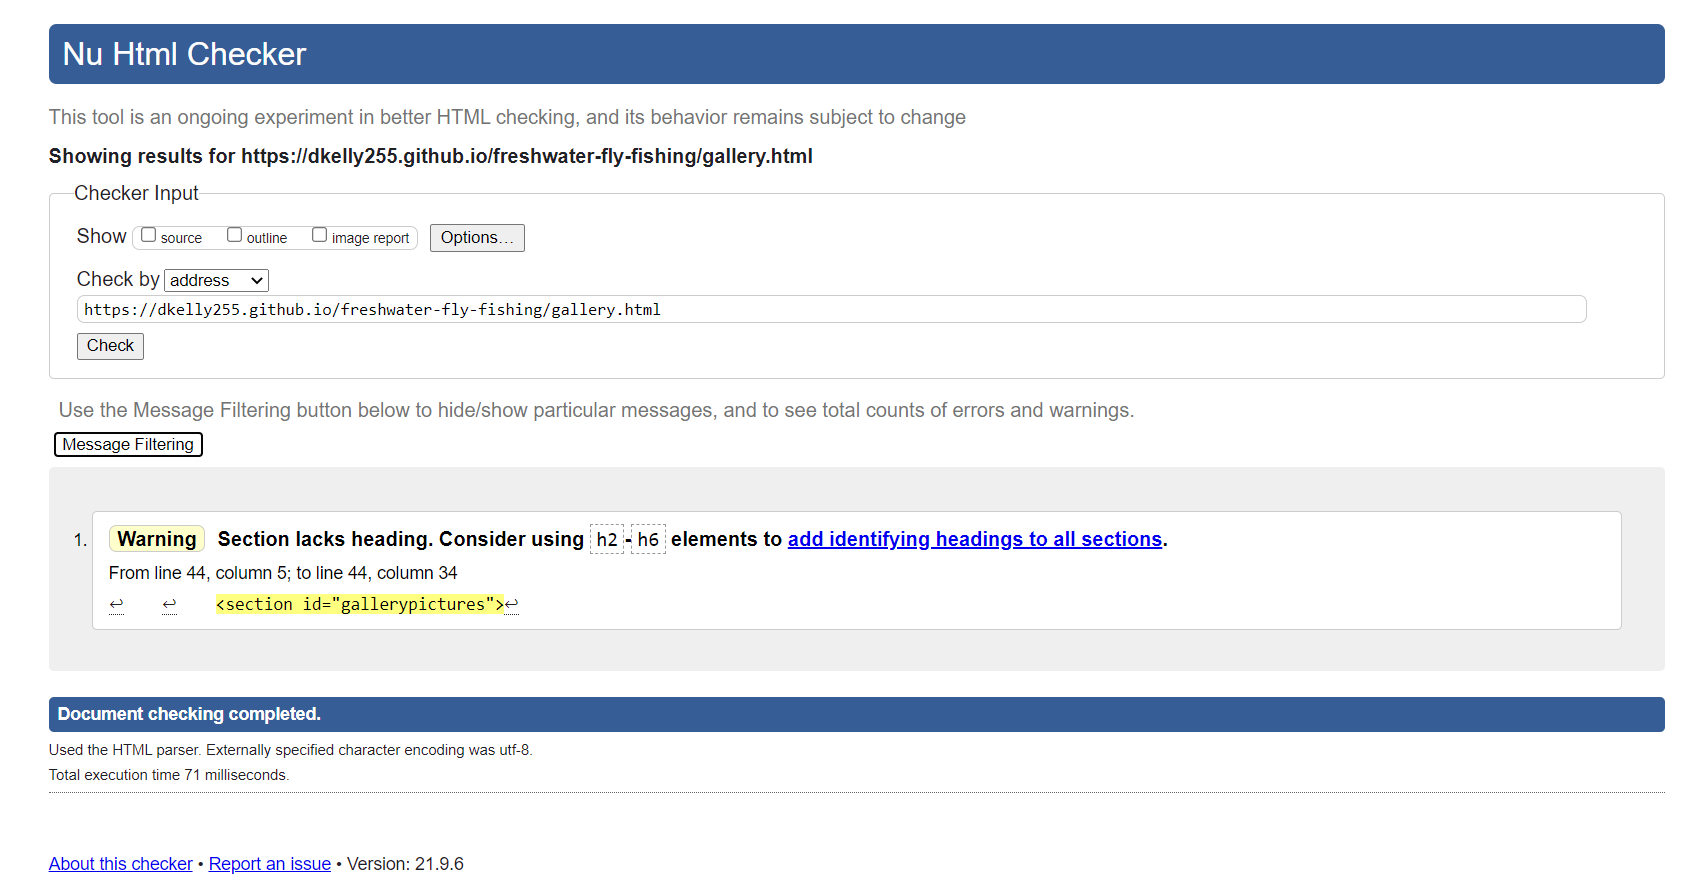 Nu Html Checker
This tool is an ongoing experiment in better HTML checking, and its behavior remains subject to change
Showing results for https://dkelly255.github.io/freshwater-fly-fishing/gallery.html
Checker Input
Show source outline image report Options...
Check by address
https://dkelly255.github.io/freshwater-fly-fishing/gallery.html
Check
Use the Message Filtering button below to hide/show particular messages, and to see total counts of errors and warnings.
Message Filtering
1. Warning Section lacks heading. Consider using h2-h6 elements to add identifying headings to all sections.
From line 44, column 5; to line 44, column 34
↩ ↩ <section id="gallerypictures">↩
Document checking completed.
Used the HTML parser. Externally specified character encoding was utf-8.
Total execution time 71 milliseconds.
About this checker • Report an issue • Version: 21.9.6